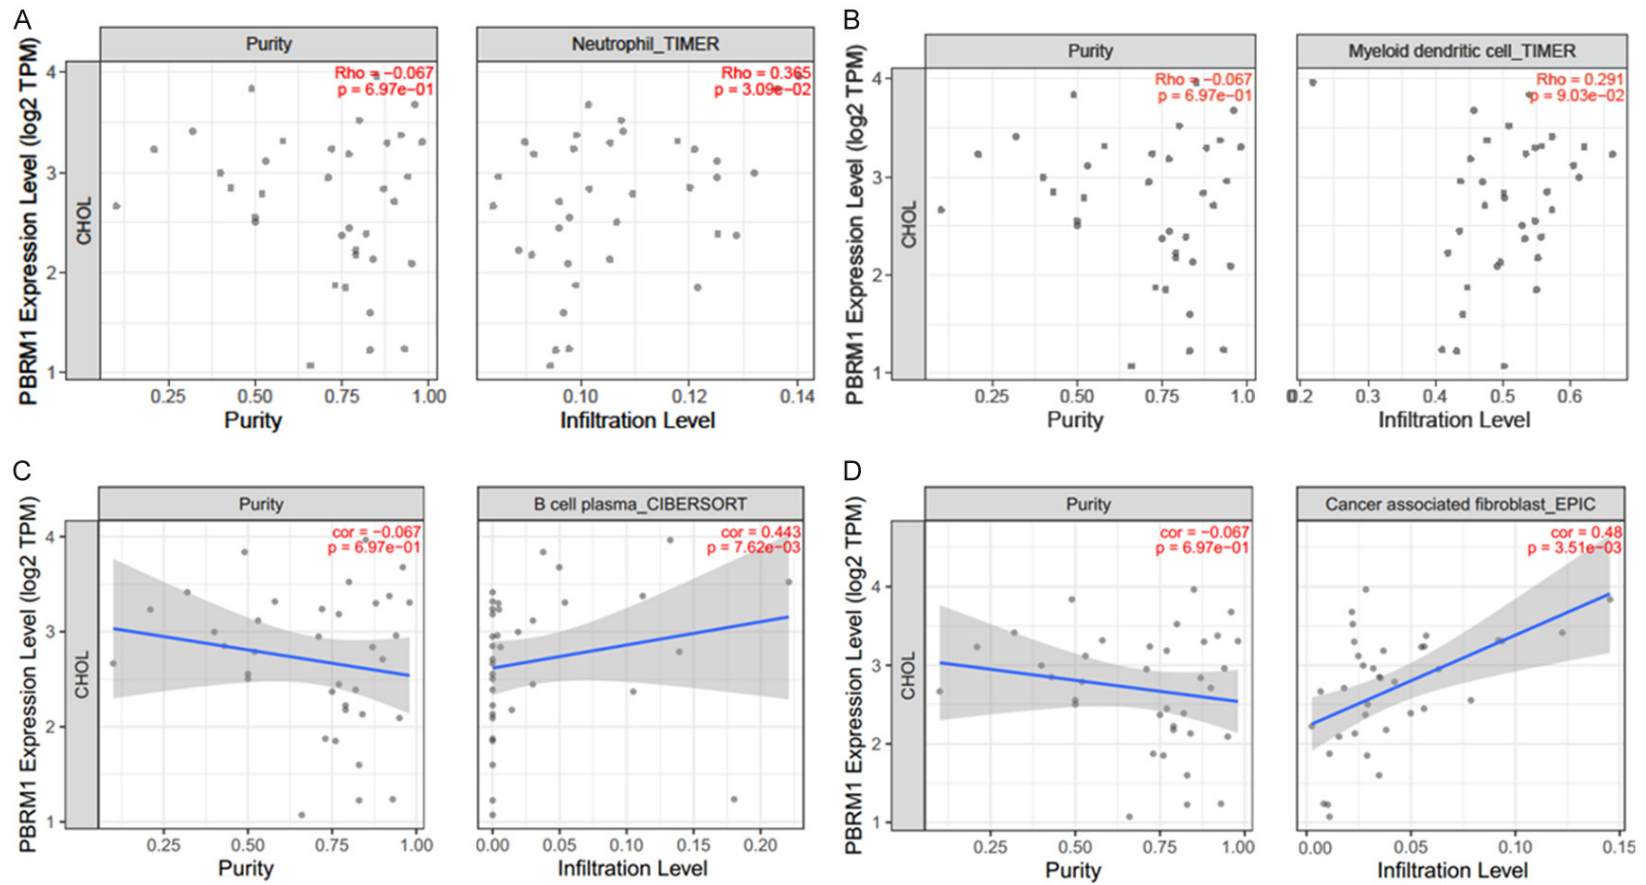 A
PBRM1 Expression Level (log2 TPM)
CHOL
Purity
Rho = −0.067
p = 6.97e−01
4
3
2
1
0.25 0.50 0.75 1.00
Purity
Neutrophil_TIMER
Rho = 0.365
p = 3.09e−02
0.10 0.12 0.14
Infiltration Level
B
PBRM1 Expression Level (log2 TPM)
CHOL
Purity
Rho = −0.067
p = 6.97e−01
4
3
2
1
0.25 0.50 0.75 1.0
Purity
Myeloid dendritic cell_TIMER
Rho = 0.291
p = 9.03e−02
0.2 0.3 0.4 0.5 0.6
Infiltration Level
C
PBRM1 Expression Level (log2 TPM)
CHOL
Purity
cor = −0.067
p = 6.97e−01
4
3
2
1
0.25 0.50 0.75 1.00
Purity
B cell plasma_CIBERSORT
cor = 0.443
p = 7.62e−03
0.00 0.05 0.10 0.15 0.20
Infiltration Level
D
PBRM1 Expression Level (log2 TPM)
CHOL
Purity
cor = −0.067
p = 6.97e−01
4
3
2
1
0.25 0.50 0.75 1.00
Purity
Cancer associated fibroblast_EPIC
cor = 0.48
p = 3.51e−03
0.00 0.05 0.10 0.15
Infiltration Level